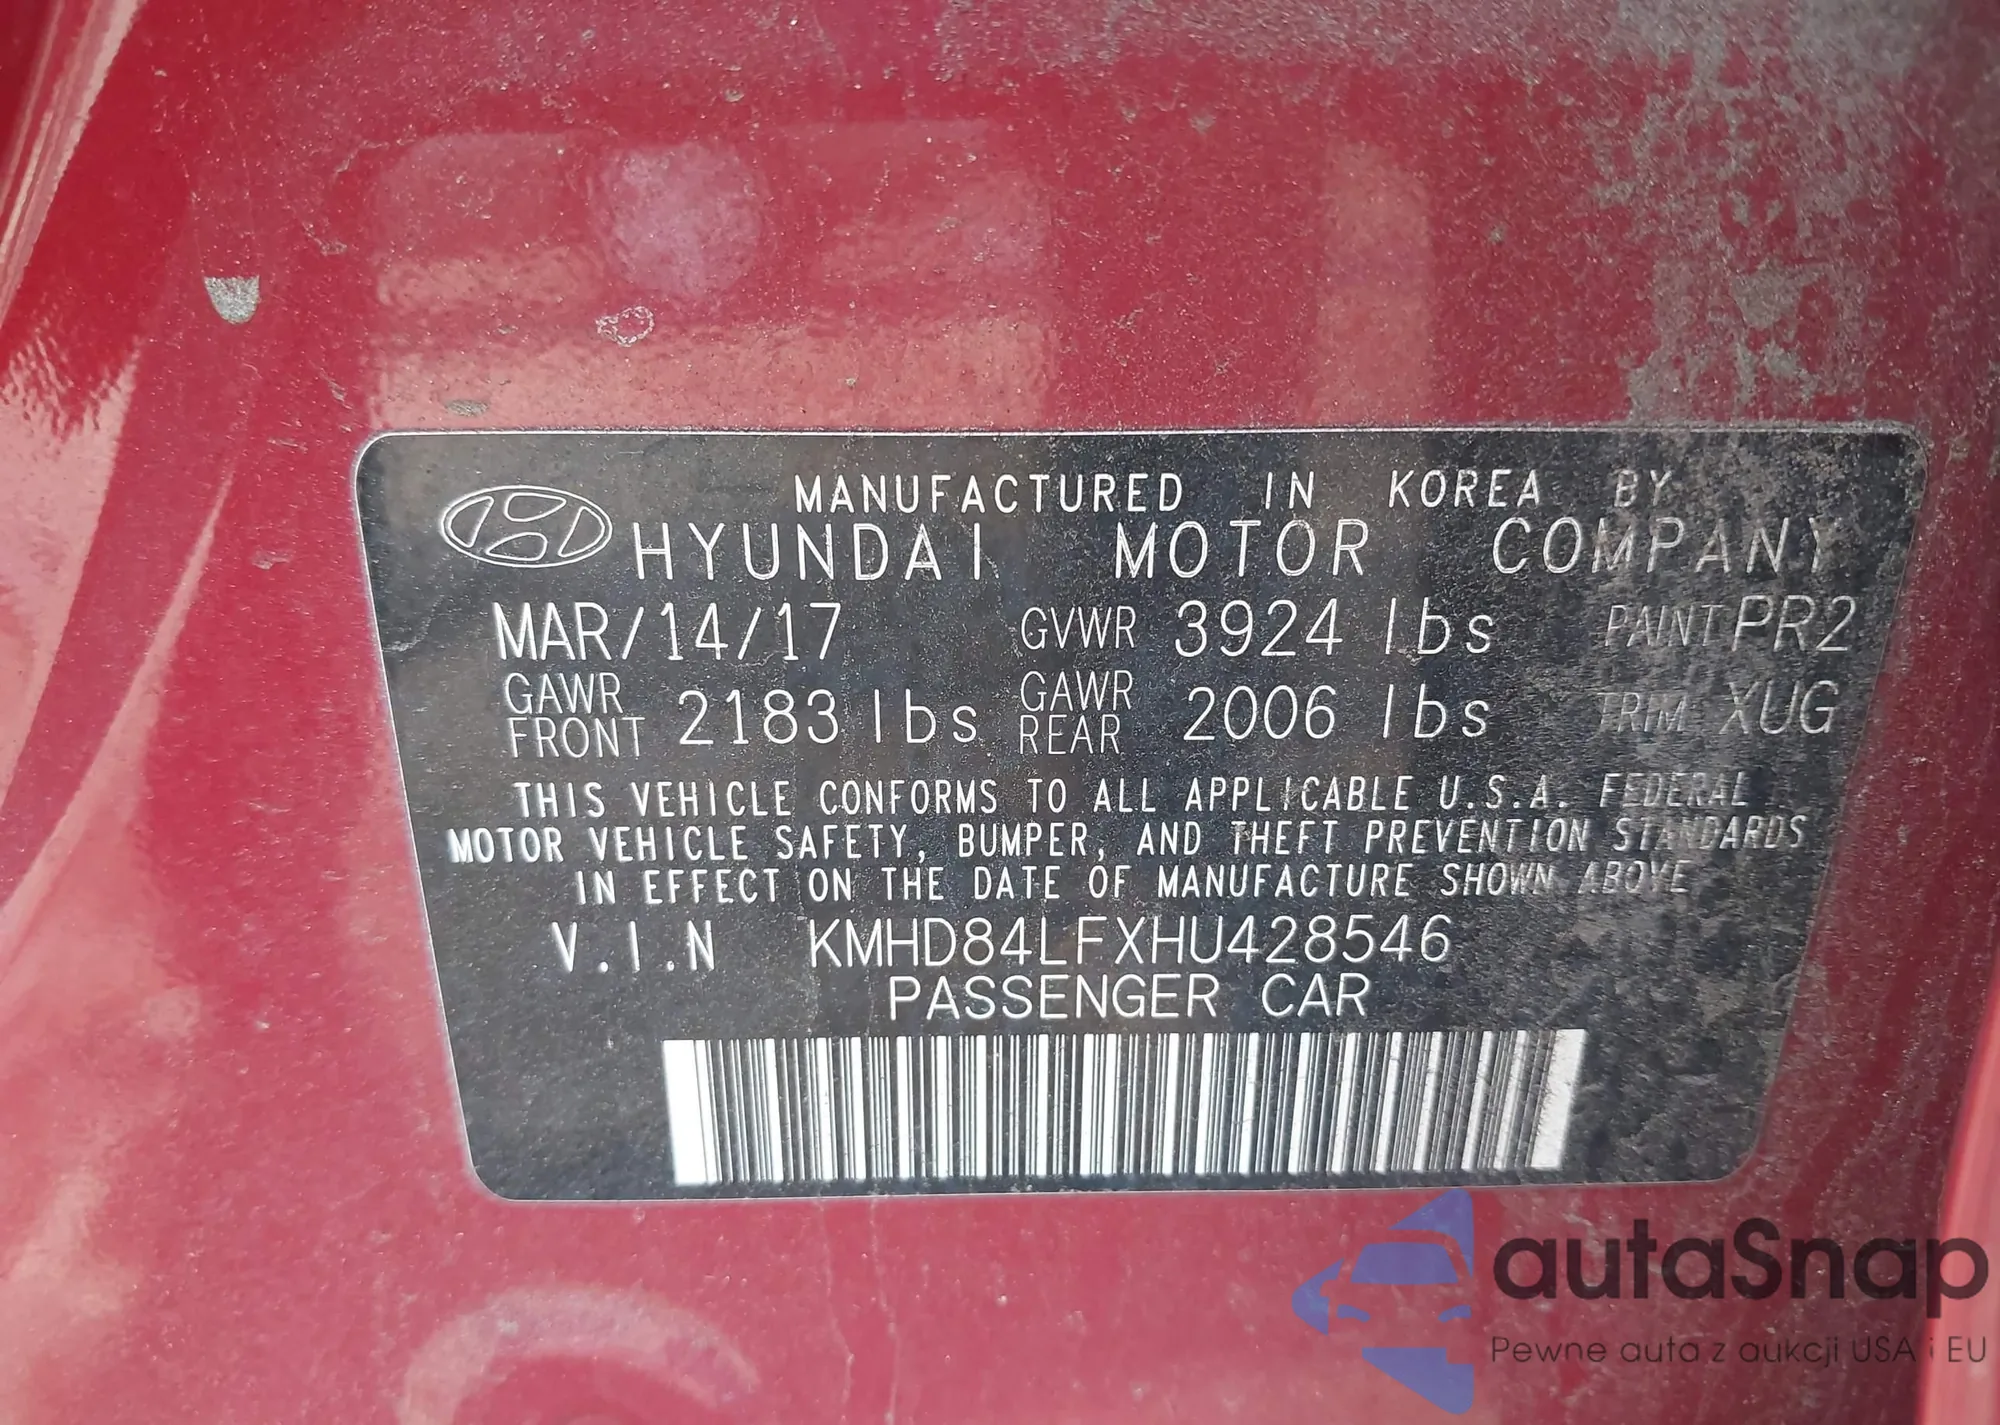 MANUFACTURED IN KOREA BY
HYUNDAI MOTOR COMPANY
MAR/14/17 GVWR 3924 lbs PAINT PR2
GAWR FRONT 2183 lbs GAWR REAR 2006 lbs TRIM XUG
THIS VEHICLE CONFORMS TO ALL APPLICABLE U.S.A. FEDERAL
MOTOR VEHICLE SAFETY, BUMPER, AND THEFT PREVENTION STANDARDS
IN EFFECT ON THE DATE OF MANUFACTURE SHOWN ABOVE
V.I.N KMHD84LFXHU428546
PASSENGER CAR
autaSnap
Pewne auta z aukcji USA i EU